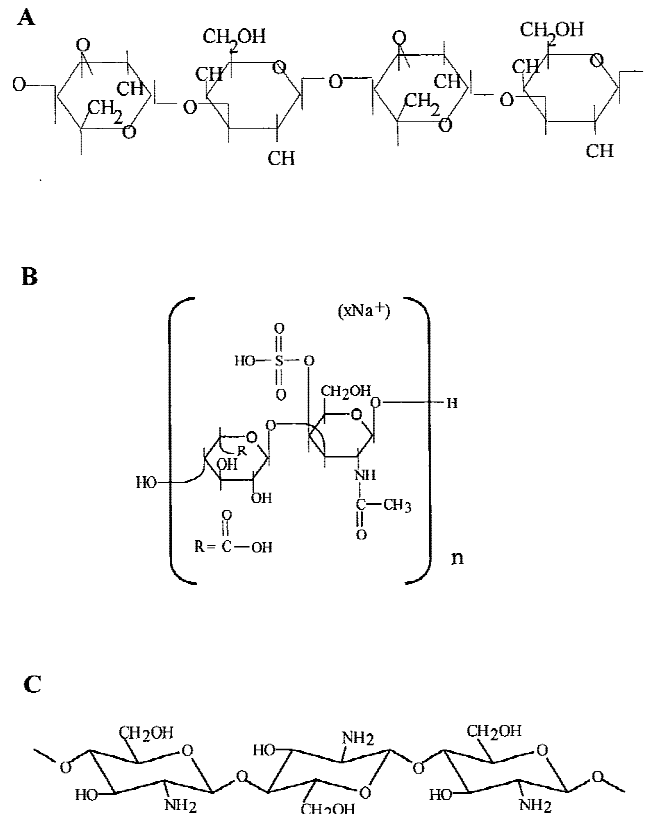 A
O CH₂OH O CH₂OH
O CH O O CH O
O CH O O CH O
CH₂ O CH₂ O
O O
CH CH
B
(xNa⁺)
O
HO—S—O
O CH₂OH
O O O—H
O
R
OH
HO NH
OH
O C—CH₃
R= C—OH O
n
C
CH₂OH NH2 CH₂OH
O HO O
O O O O
HO NH2 O HO NH2
CH₂OH